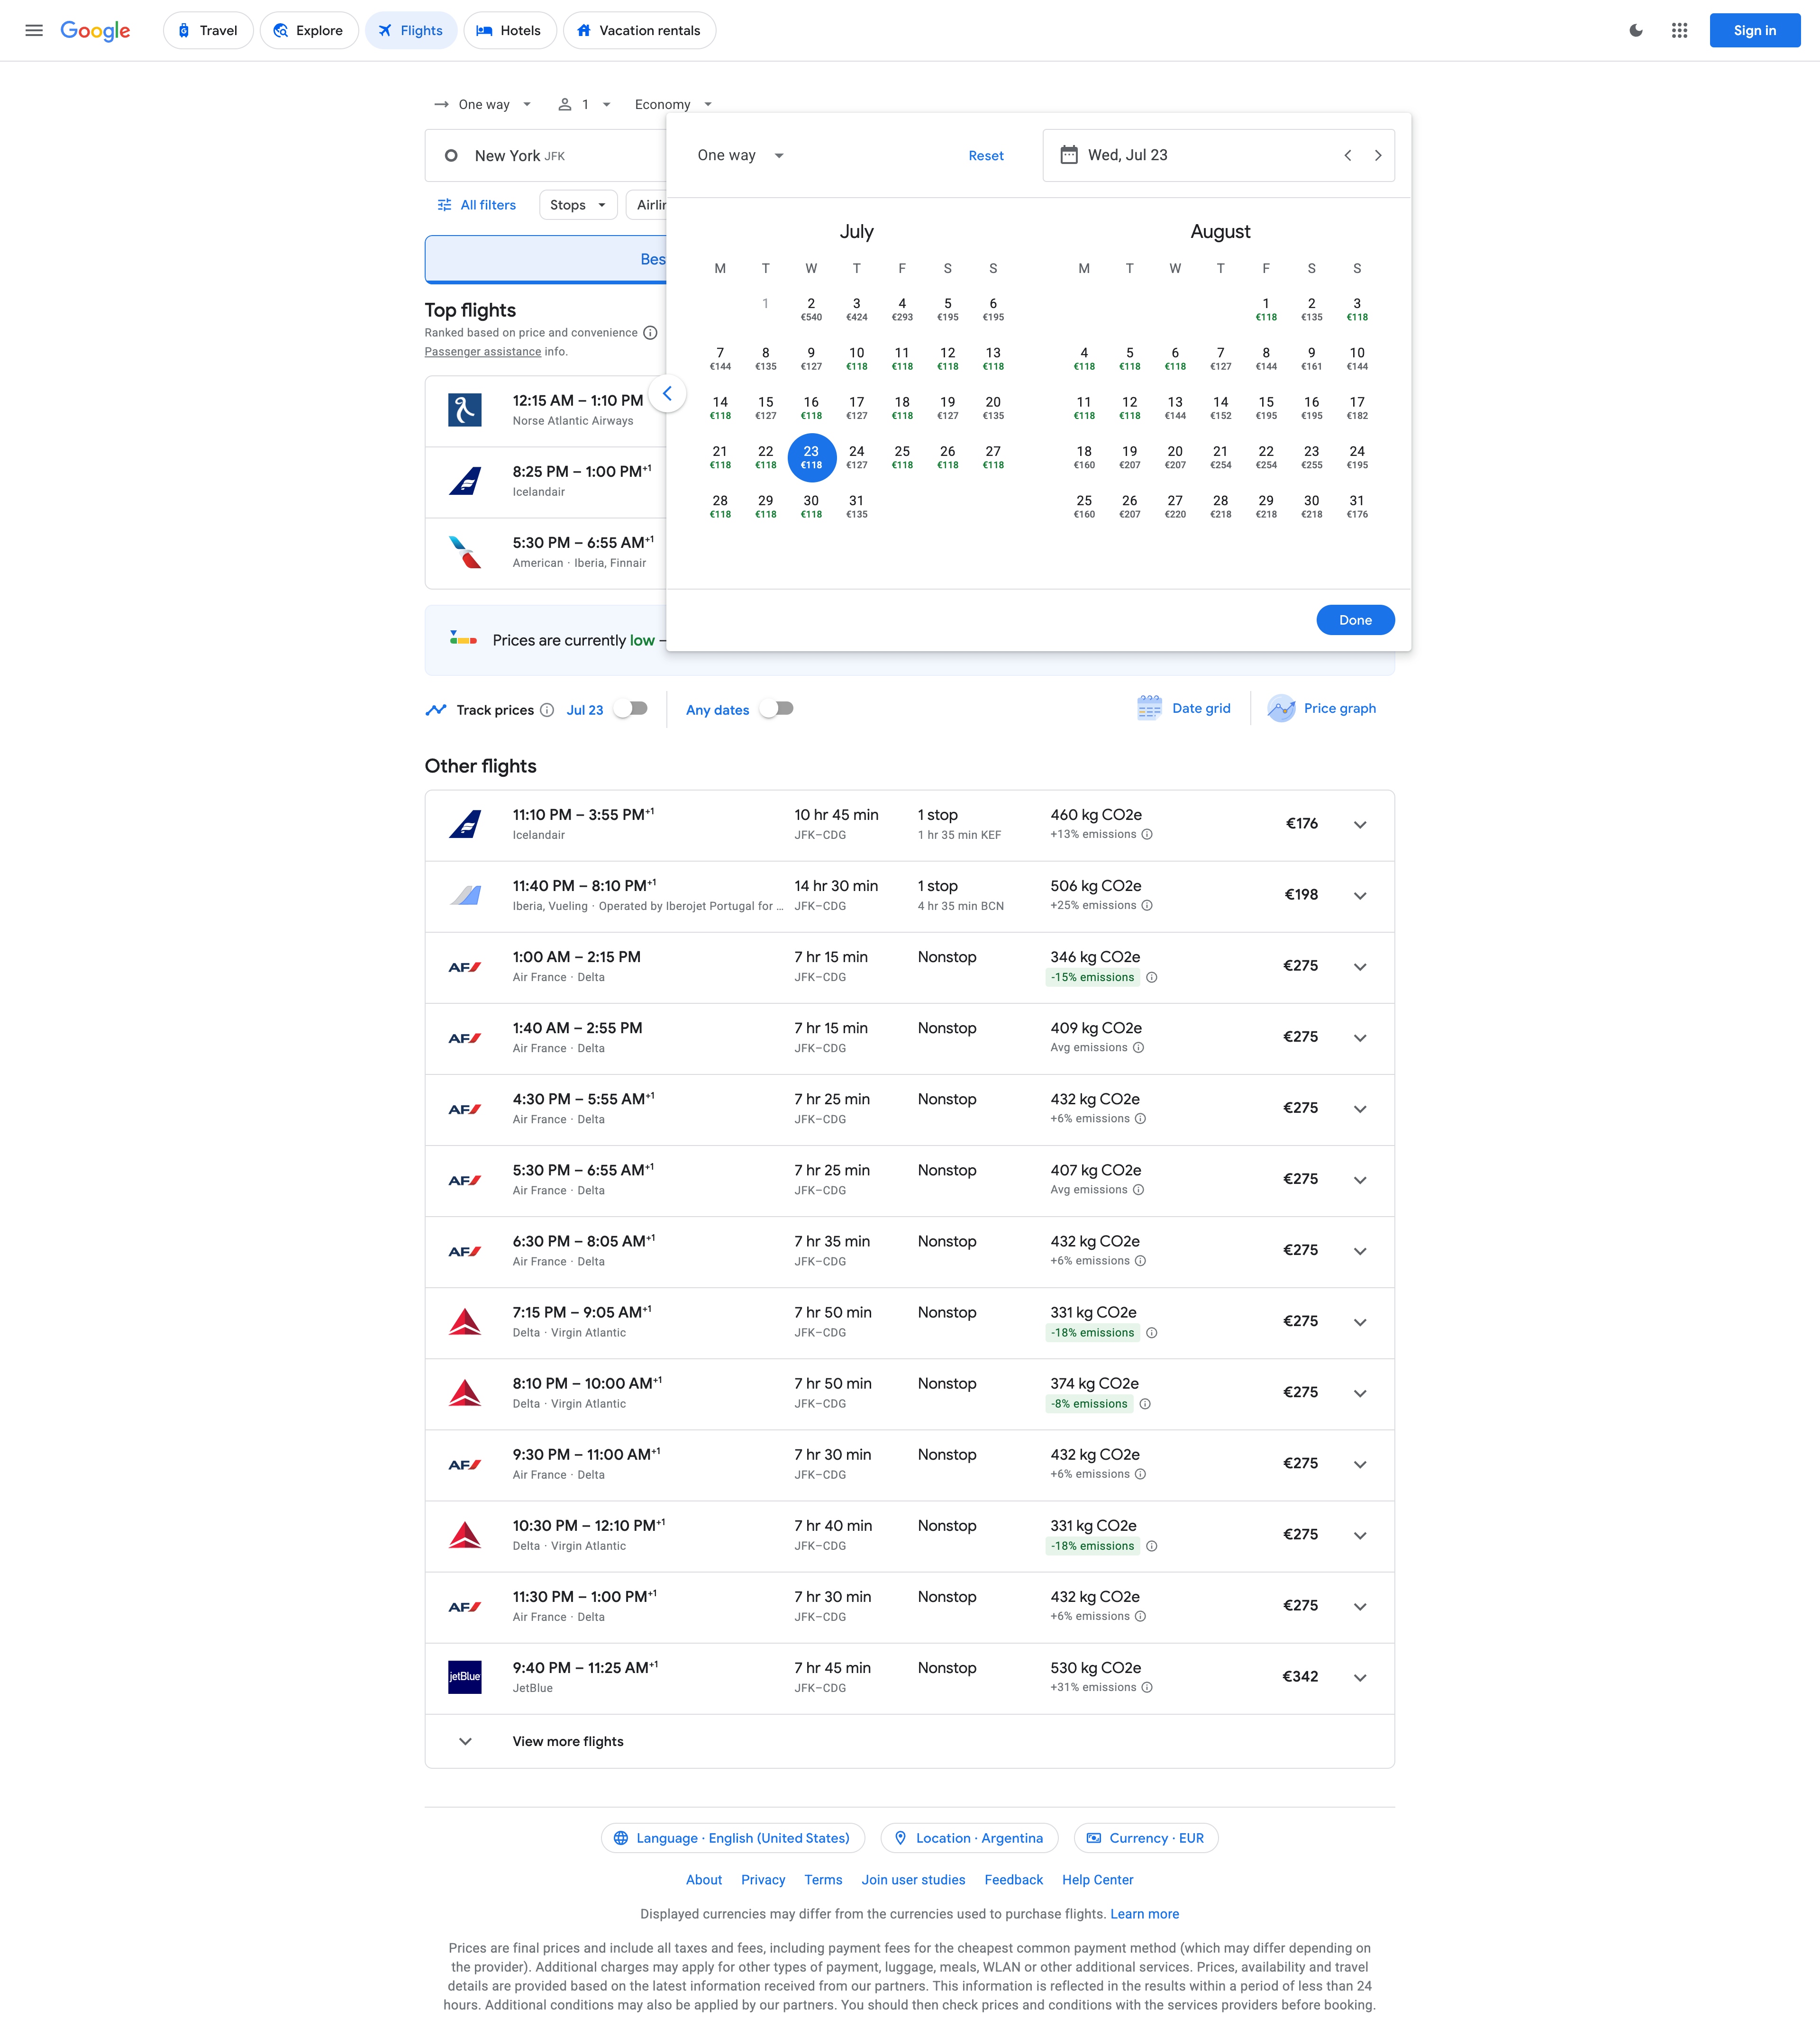 Google
Travel
Explore
Flights
Hotels
Vacation rentals
Sign in
One way
1
Economy
New York JFK
One way
Reset
Wed, Jul 23
All filters
Stops
Airlin
Bes
July
M T W T F S S
1 2 3 4 5 6
€540 €424 €293 €195 €195
7 8 9 10 11 12 13
€144 €135 €127 €118 €118 €118 €118
14 15 16 17 18 19 20
€118 €127 €118 €127 €118 €127 €135
21 22 23 24 25 26 27
€118 €118 €118 €127 €118 €118 €118
28 29 30 31
€118 €118 €118 €135
August
M T W T F S S
1 2 3
€118 €135 €118
4 5 6 7 8 9 10
€118 €118 €118 €127 €144 €161 €144
11 12 13 14 15 16 17
€118 €118 €144 €152 €195 €195 €182
18 19 20 21 22 23 24
€160 €207 €207 €254 €254 €255 €195
25 26 27 28 29 30 31
€160 €207 €220 €218 €218 €218 €176
Done
Top flights
Ranked based on price and convenience
Passenger assistance info.
12:15 AM – 1:10 PM
Norse Atlantic Airways
8:25 PM – 1:00 PM+1
Icelandair
5:30 PM – 6:55 AM+1
American · Iberia, Finnair
Prices are currently low –
Track prices
Jul 23
Any dates
Date grid
Price graph
Other flights
11:10 PM – 3:55 PM+1 10 hr 45 min 1 stop 460 kg CO2e €176
Icelandair JFK–CDG 1 hr 35 min KEF +13% emissions
11:40 PM – 8:10 PM+1 14 hr 30 min 1 stop 506 kg CO2e €198
Iberia, Vueling · Operated by Iberojet Portugal for ... JFK–CDG 4 hr 35 min BCN +25% emissions
1:00 AM – 2:15 PM 7 hr 15 min Nonstop 346 kg CO2e €275
AF Air France · Delta JFK–CDG -15% emissions
1:40 AM – 2:55 PM 7 hr 15 min Nonstop 409 kg CO2e €275
AF Air France · Delta JFK–CDG Avg emissions
4:30 PM – 5:55 AM+1 7 hr 25 min Nonstop 432 kg CO2e €275
AF Air France · Delta JFK–CDG +6% emissions
5:30 PM – 6:55 AM+1 7 hr 25 min Nonstop 407 kg CO2e €275
AF Air France · Delta JFK–CDG Avg emissions
6:30 PM – 8:05 AM+1 7 hr 35 min Nonstop 432 kg CO2e €275
AF Air France · Delta JFK–CDG +6% emissions
7:15 PM – 9:05 AM+1 7 hr 50 min Nonstop 331 kg CO2e €275
Delta · Virgin Atlantic JFK–CDG -18% emissions
8:10 PM – 10:00 AM+1 7 hr 50 min Nonstop 374 kg CO2e €275
Delta · Virgin Atlantic JFK–CDG -8% emissions
9:30 PM – 11:00 AM+1 7 hr 30 min Nonstop 432 kg CO2e €275
AF Air France · Delta JFK–CDG +6% emissions
10:30 PM – 12:10 PM+1 7 hr 40 min Nonstop 331 kg CO2e €275
Delta · Virgin Atlantic JFK–CDG -18% emissions
11:30 PM – 1:00 PM+1 7 hr 30 min Nonstop 432 kg CO2e €275
AF Air France · Delta JFK–CDG +6% emissions
9:40 PM – 11:25 AM+1 7 hr 45 min Nonstop 530 kg CO2e €342
jetBlue JetBlue JFK–CDG +31% emissions
View more flights
Language · English (United States)
Location · Argentina
Currency · EUR
About Privacy Terms Join user studies Feedback Help Center
Displayed currencies may differ from the currencies used to purchase flights. Learn more
Prices are final prices and include all taxes and fees, including payment fees for the cheapest common payment method (which may differ depending on
the provider). Additional charges may apply for other types of payment, luggage, meals, WLAN or other additional services. Prices, availability and travel
details are provided based on the latest information received from our partners. This information is reflected in the results within a period of less than 24
hours. Additional conditions may also be applied by our partners. You should then check prices and conditions with the services providers before booking.